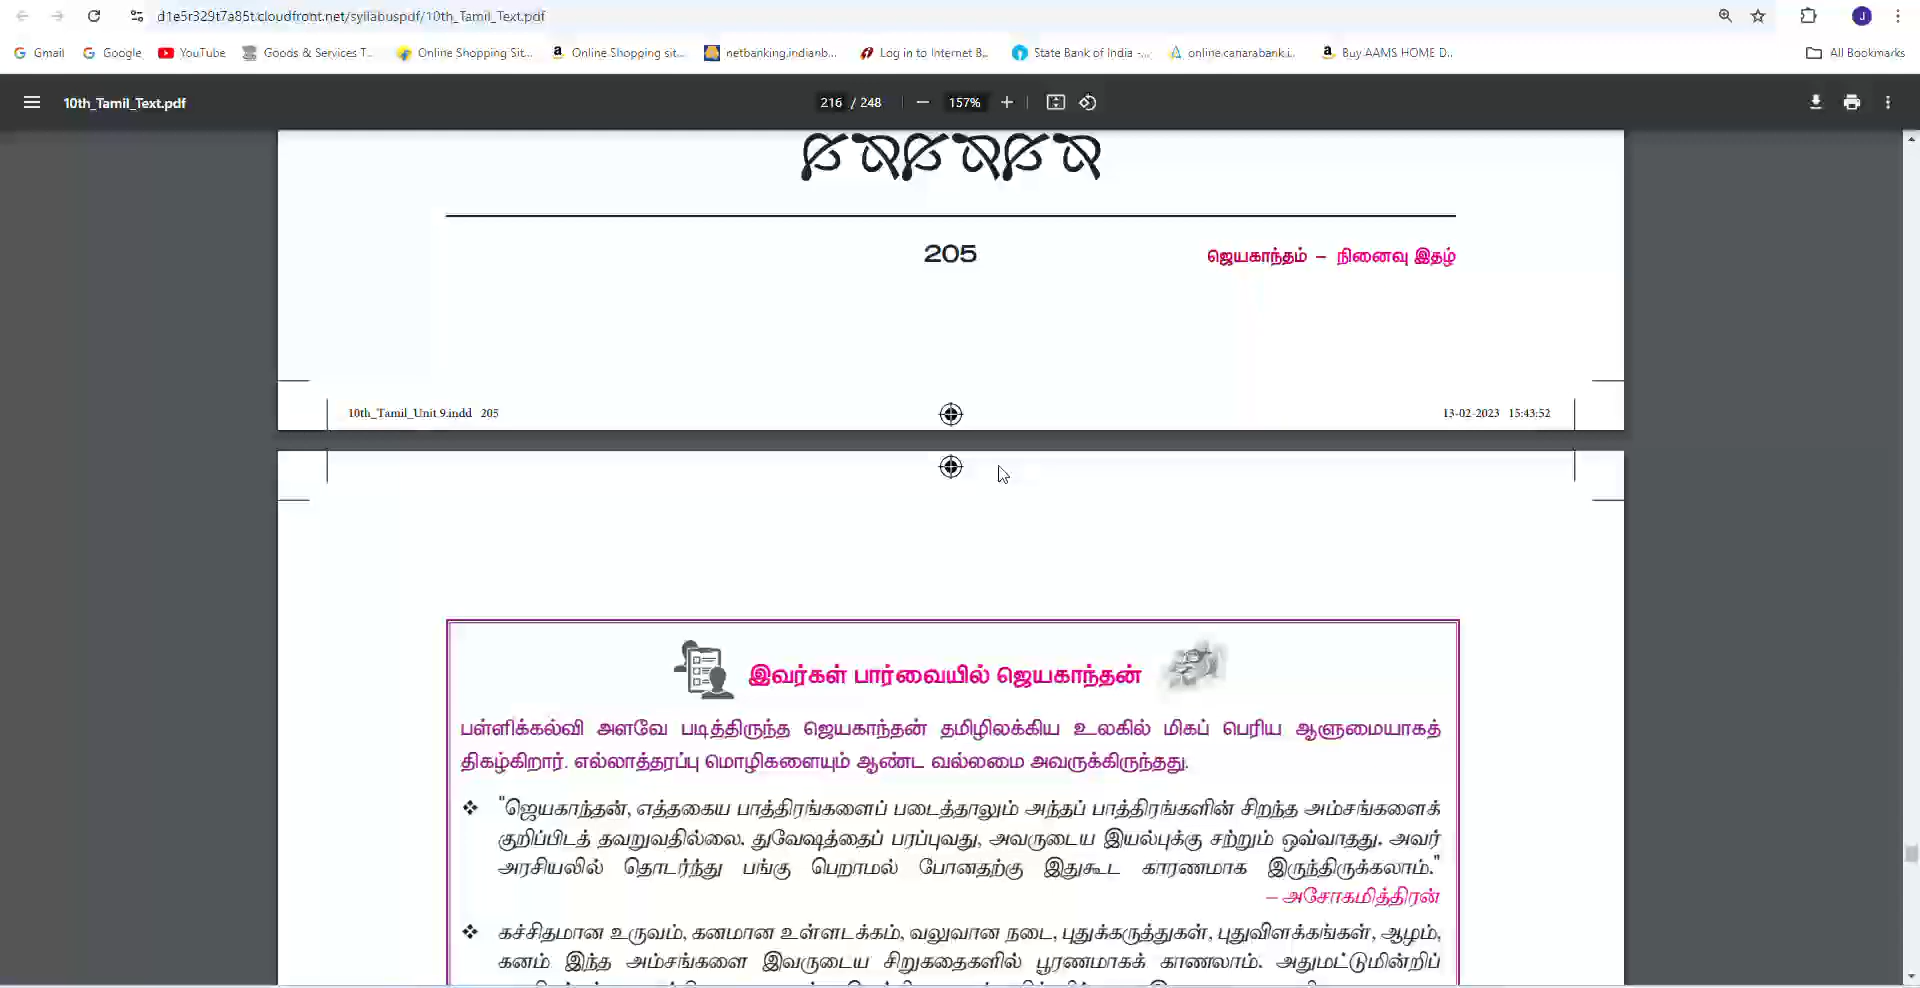 d1e5r329t7a85t.cloudfront.net/syllabuspdf/10th_Tamil_Text.pdf
J
Gmail Google YouTube Goods & Services T... Online Shopping Sit... Online Shopping sit... netbanking.indianb... Log in to Internet B... State Bank of India -... online.canarabank.i... Buy AAMS HOME D... All Bookmarks
10th_Tamil_Text.pdf 216 / 248 157%
205 ஜெயகாந்தம் – நினைவு இதழ்
10th_Tamil_Unit 9.indd 205 13-02-2023 15:43:52
இவர்கள் பார்வையில் ஜெயகாந்தன்
பள்ளிக்கல்வி அளவே படித்திருந்த ஜெயகாந்தன் தமிழிலக்கிய உலகில் மிகப் பெரிய ஆளுமையாகத்
திகழ்கிறார். எல்லாத்தரப்பு மொழிகளையும் ஆண்ட வல்லமை அவருக்கிருந்தது.
❖ "ஜெயகாந்தன், எத்தகைய பாத்திரங்களைப் படைத்தாலும் அந்தப் பாத்திரங்களின் சிறந்த அம்சங்களைக்
குறிப்பிடத் தவறுவதில்லை. துவேஷத்தைப் பரப்புவது, அவருடைய இயல்புக்கு சற்றும் ஒவ்வாதது. அவர்
அரசியலில் தொடர்ந்து பங்கு பெறாமல் போனதற்கு இதுகூட காரணமாக இருந்திருக்கலாம்."
– அசோகமித்திரன்
❖ கச்சிதமான உருவம், கனமான உள்ளடக்கம், வலுவான நடை, புதுக்கருத்துகள், புதுவிளக்கங்கள், ஆழம்,
கனம் இந்த அம்சங்களை இவருடைய சிறுகதைகளில் பூரணமாகக் காணலாம். அதுமட்டுமின்றிப்